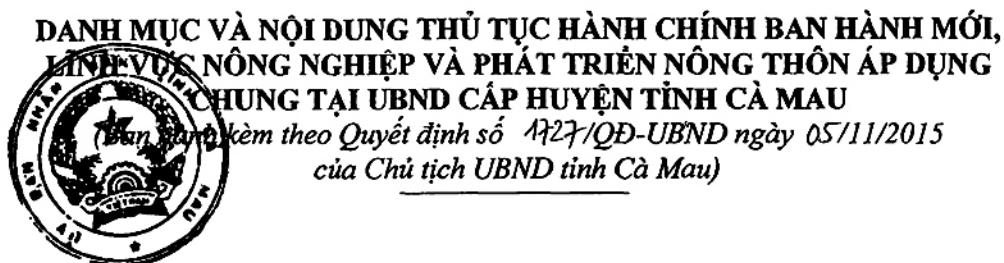 DANH MỤC VÀ NỘI DUNG THỦ TỤC HÀNH CHÍNH BAN HÀNH MỚI,
LĨNH VỰC NÔNG NGHIỆP VÀ PHÁT TRIỂN NÔNG THÔN ÁP DỤNG
CHUNG TẠI UBND CẤP HUYỆN TỈNH CÀ MAU
(Ban hành kèm theo Quyết định số 1727/QĐ-UBND ngày 05/11/2015
của Chủ tịch UBND tỉnh Cà Mau)